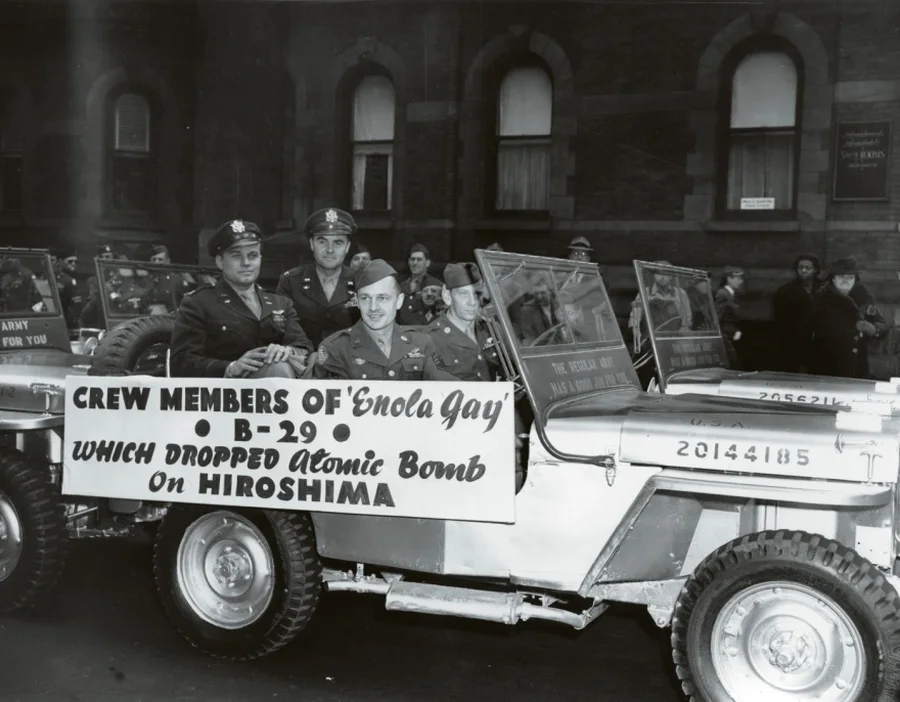 CREW MEMBERS OF 'Enola Gay'
• B-29 •
WHICH DROPPED Atomic Bomb
On HIROSHIMA
ARMY
FOR YOU
THE REGULAR ARMY
HAS A GOOD JOB FOR YOU
U.S.A.
20144185
ROOMS